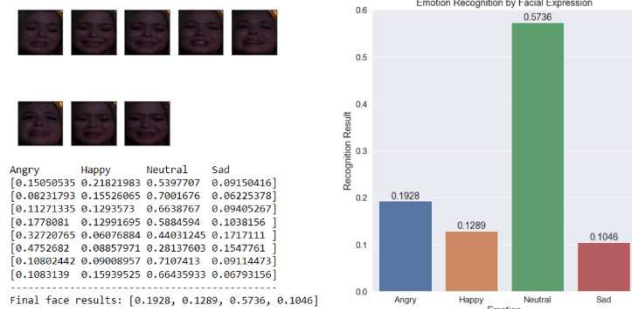 Angry Happy Neutral Sad
[0.15050535 0.21821983 0.5397707 0.09150416]
[0.08231793 0.15526065 0.7001676 0.06225378]
[0.11271335 0.1293573 0.6638767 0.09405267]
[0.1778081 0.12991695 0.5884594 0.1038156 ]
[0.32720765 0.06076884 0.44031245 0.1717111 ]
[0.4752682 0.08857971 0.28137603 0.1547761 ]
[0.10802442 0.09008957 0.7107413 0.09114473]
[0.1083139 0.15939525 0.66435933 0.06793156]
----------------------------------------------
Final face results: [0.1928, 0.1289, 0.5736, 0.1046]
Emotion Recognition by Facial Expression
Recognition Result
0.6
0.5
0.4
0.3
0.2
0.1
0.0
0.1928
0.1289
0.5736
0.1046
Angry Happy Neutral Sad
Emotion